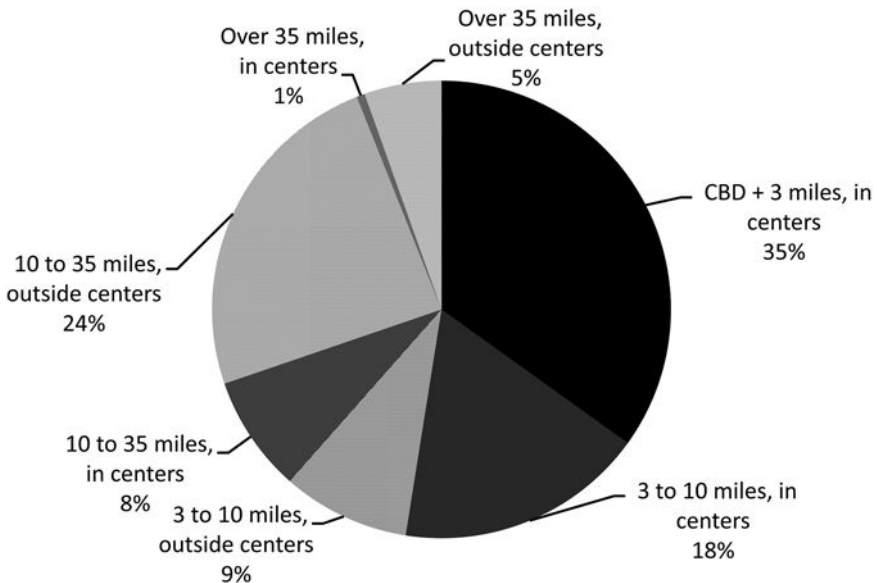 Over 35 miles,
in centers
1%
Over 35 miles,
outside centers
5%
CBD + 3 miles, in
centers
35%
3 to 10 miles, in
centers
18%
3 to 10 miles,
outside centers
9%
10 to 35 miles,
in centers
8%
10 to 35 miles,
outside centers
24%